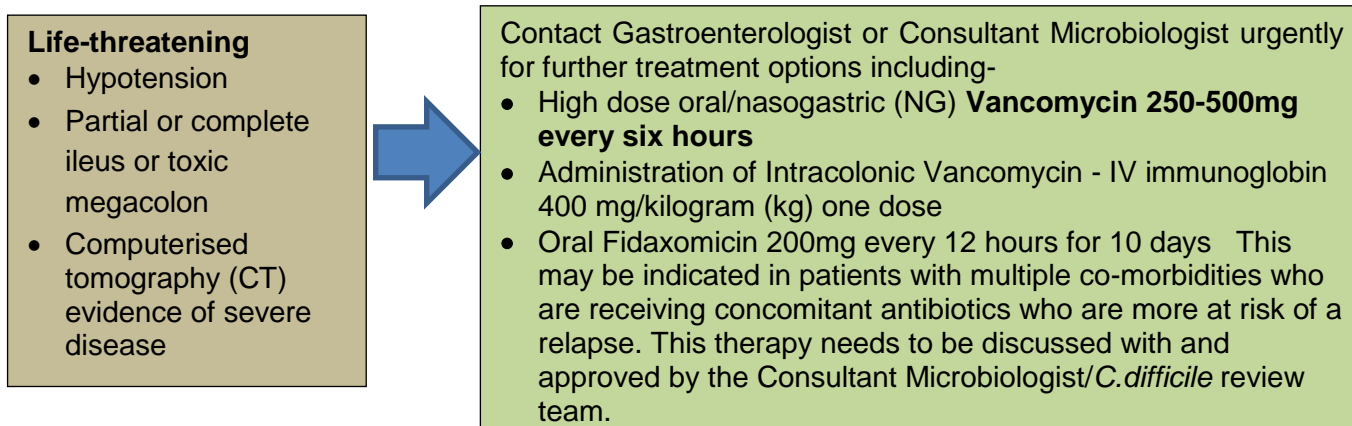 Life-threatening
• Hypotension
• Partial or complete
ileus or toxic
megacolon
• Computerised
tomography (CT)
evidence of severe
disease
Contact Gastroenterologist or Consultant Microbiologist urgently
for further treatment options including-
• High dose oral/nasogastric (NG) Vancomycin 250-500mg
every six hours
• Administration of Intracolonic Vancomycin - IV immunoglobin
400 mg/kilogram (kg) one dose
• Oral Fidaxomicin 200mg every 12 hours for 10 days   This
may be indicated in patients with multiple co-morbidities who
are receiving concomitant antibiotics who are more at risk of a
relapse. This therapy needs to be discussed with and
approved by the Consultant Microbiologist/C.difficile review
team.